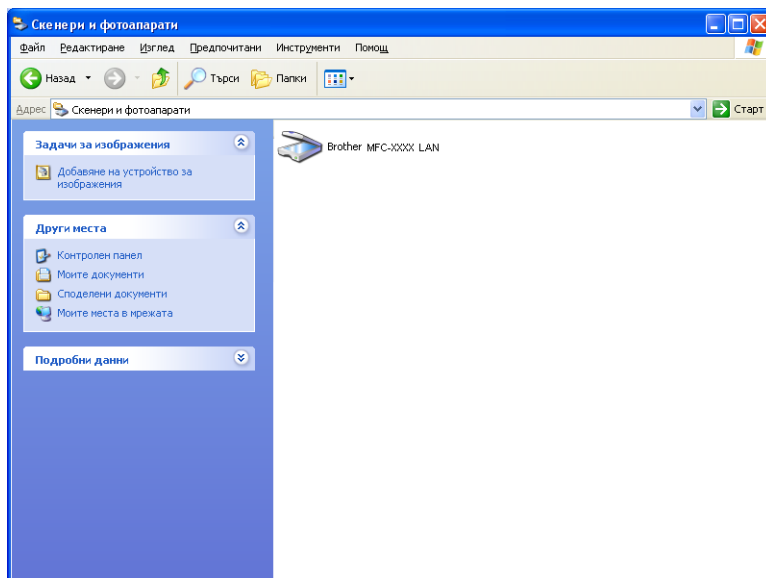 Скенери и фотоапарати
Файл Редактиране Изглед Предпочитани Инструменти Помощ
Назад Търси Папки
Адрес Скенери и фотоапарати Старт
Задачи за изображения
Добавяне на устройство за
изображения
Други места
Контролен панел
Моите документи
Споделени документи
Моите места в мрежата
Подробни данни
Brother MFC-XXXX LAN